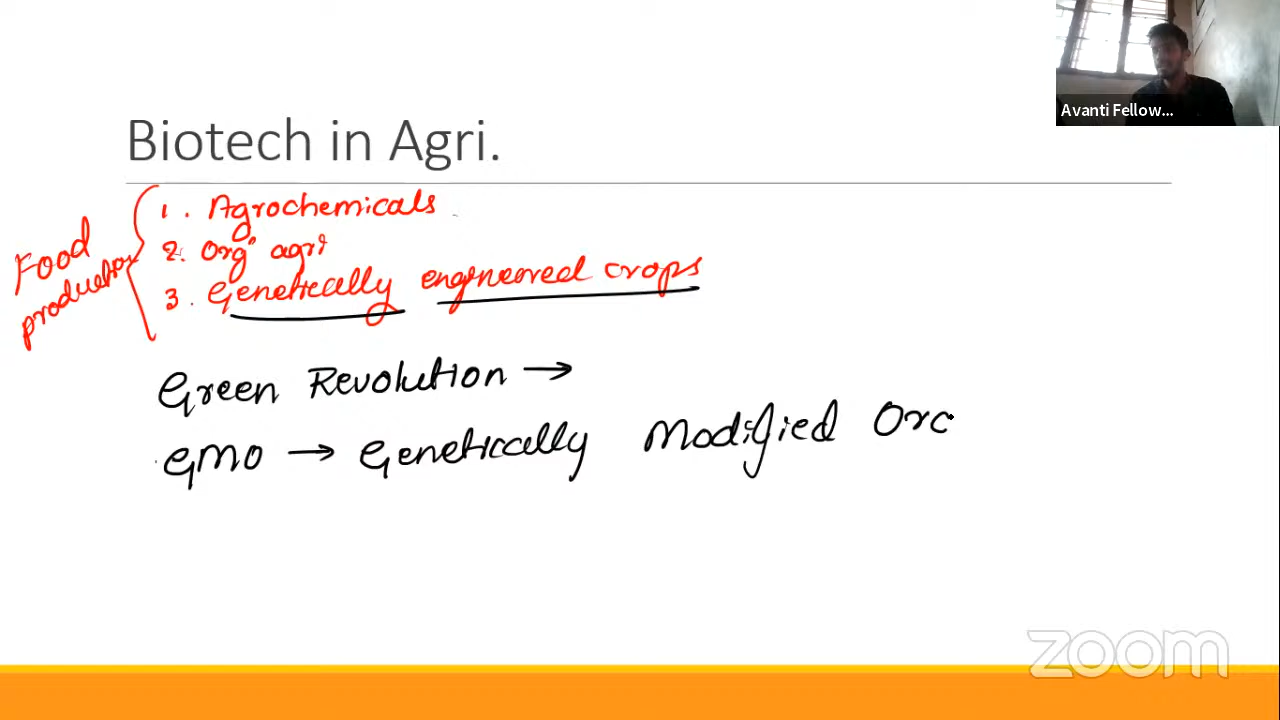 Avanti Fellow...
Biotech in Agri.
Food production
1. Agrochemicals
2. Org agri
3. Genetically engineered crops
Green Revolution →
GMO → Genetically Modified Orc
zoom